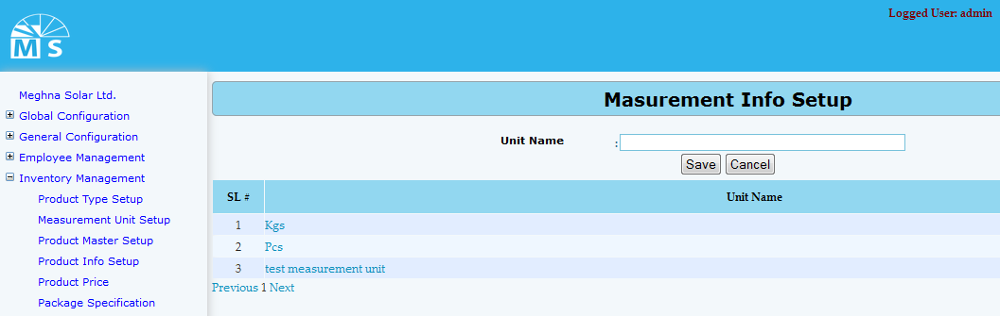 Logged User: admin
M S
Meghna Solar Ltd.
Global Configuration
General Configuration
Employee Management
Inventory Management
Product Type Setup
Measurement Unit Setup
Product Master Setup
Product Info Setup
Product Price
Package Specification
Masurement Info Setup
Unit Name :
Save Cancel
SL # Unit Name
1 Kgs
2 Pcs
3 test measurement unit
Previous 1 Next